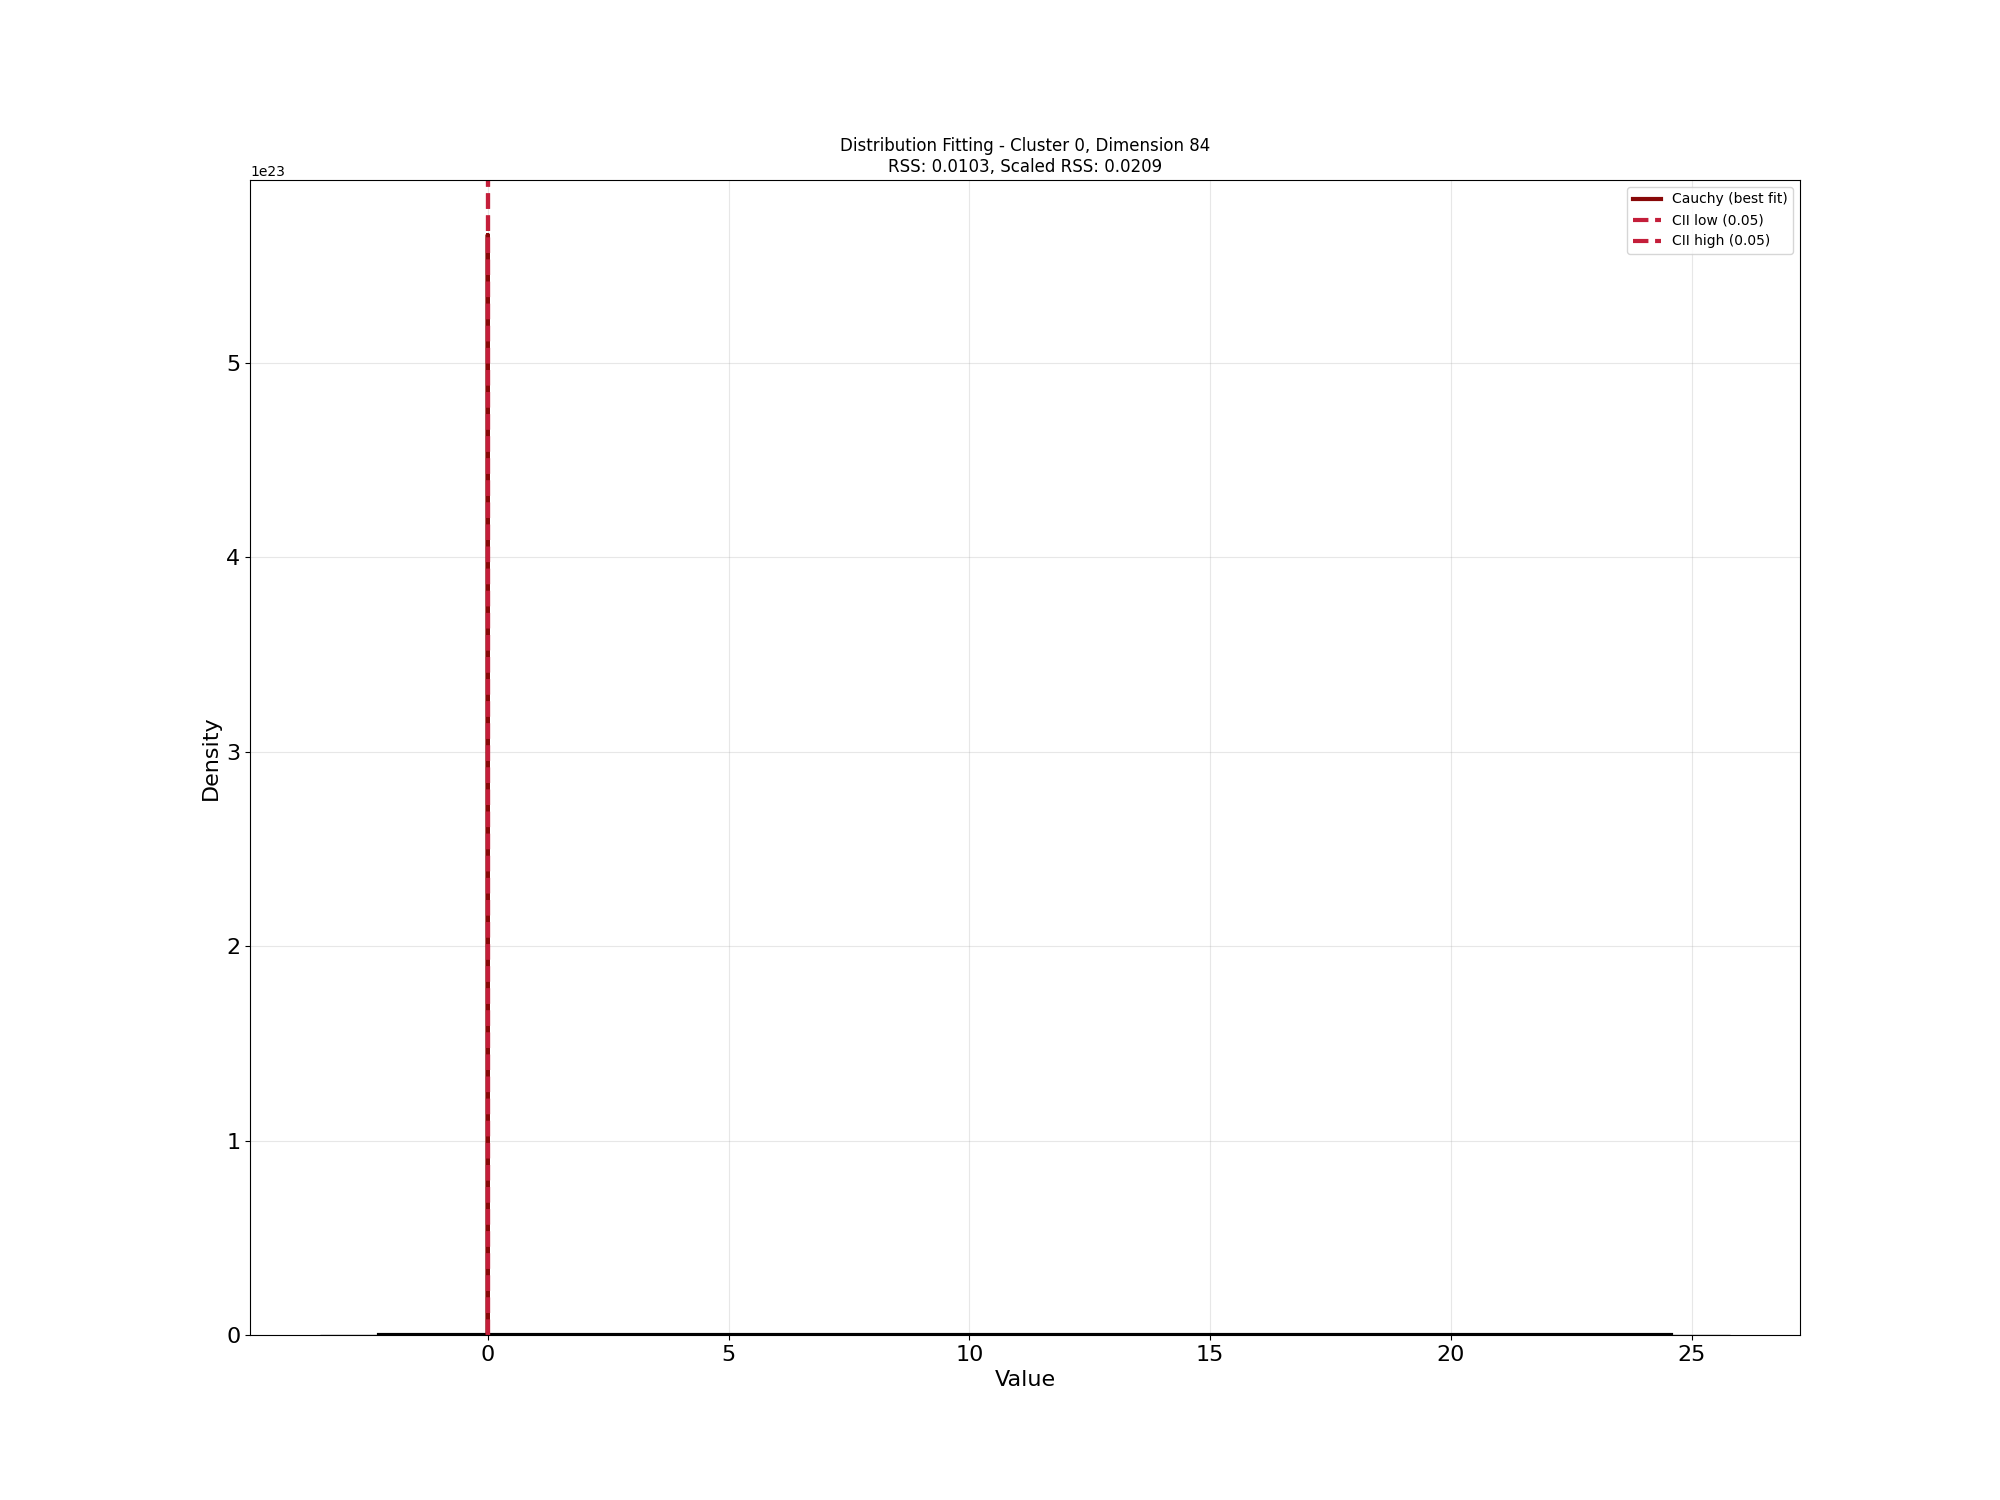 Distribution Fitting - Cluster 0, Dimension 84
RSS: 0.0103, Scaled RSS: 0.0209
1e23
Cauchy (best fit)
CII low (0.05)
CII high (0.05)
5
4
3
2
1
0
Density
0 5 10 15 20 25
Value